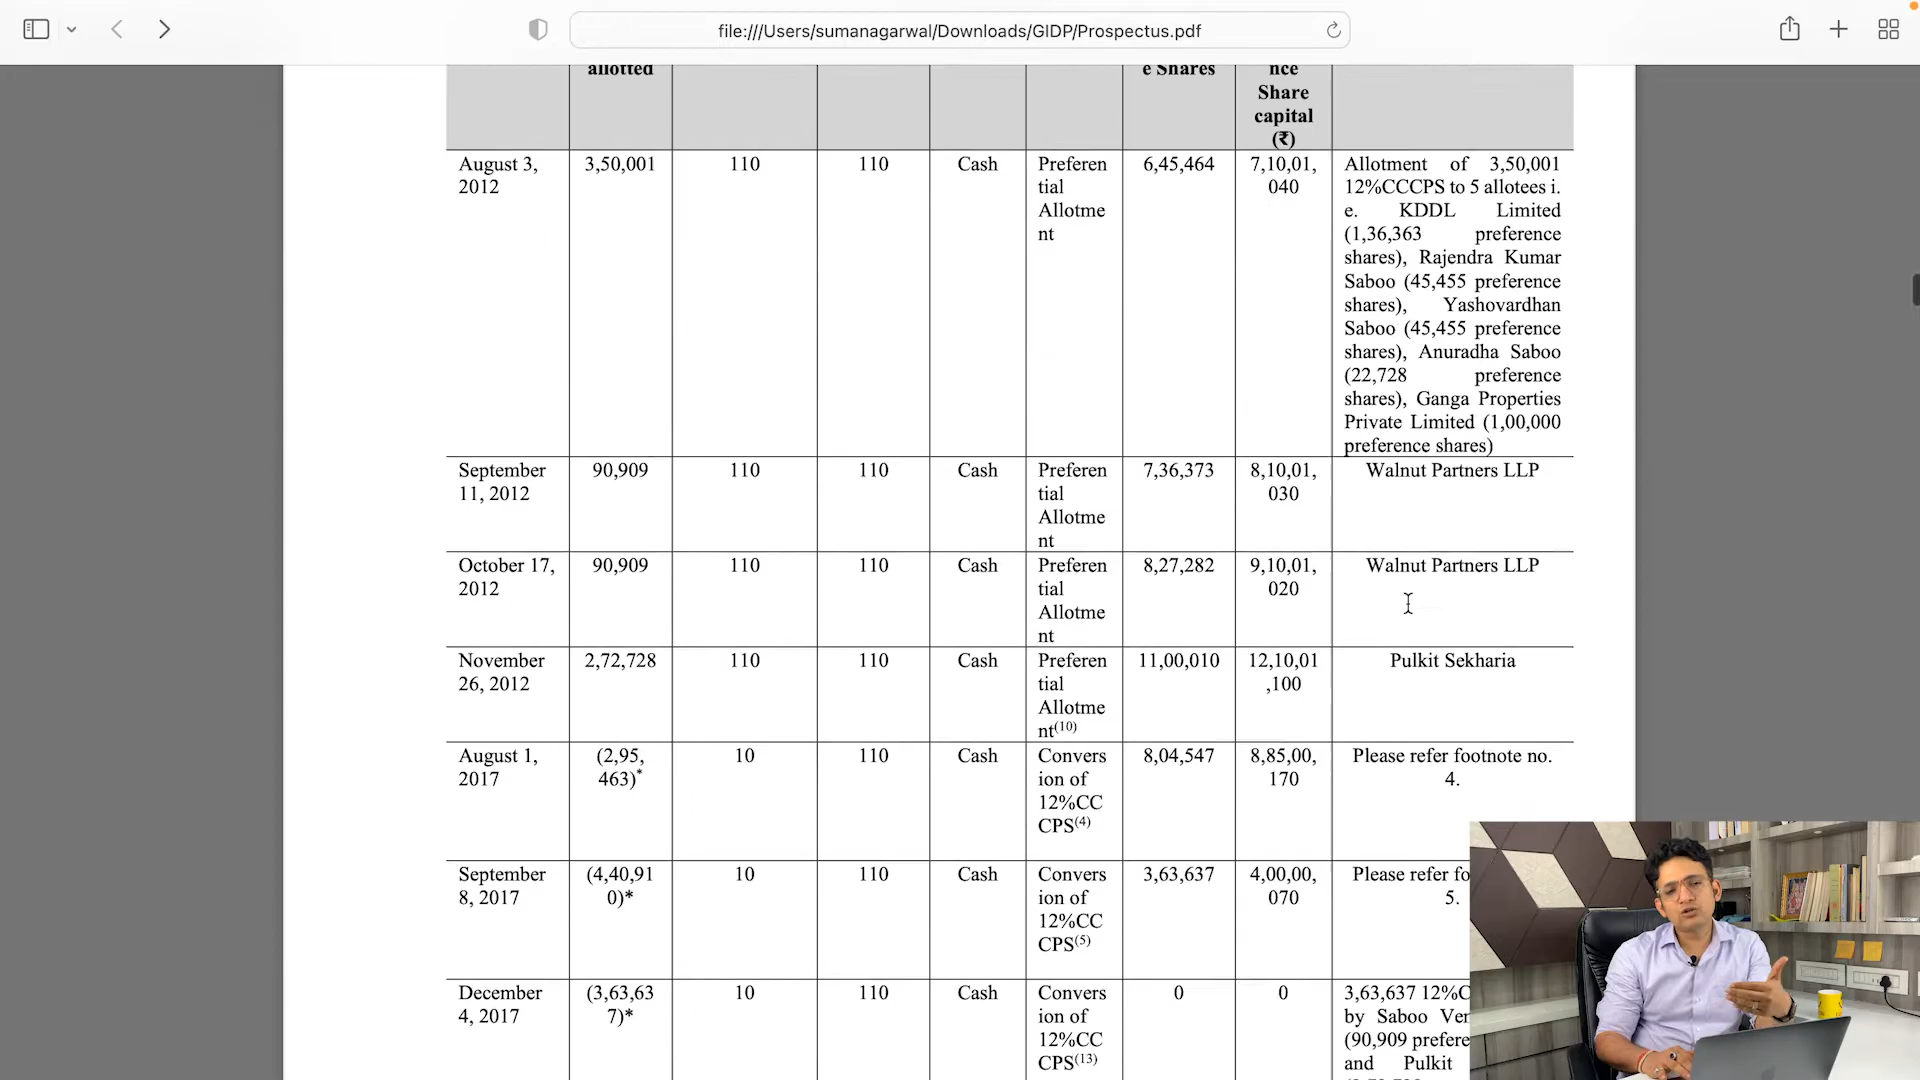 file:///Users/sumanagarwal/Downloads/GIDP/Prospectus.pdf
allotted
e Shares
nce
Share
capital
(₹)
August 3,
2012
3,50,001
110
110
Cash
Preferen
tial
Allotme
nt
6,45,464
7,10,01,
040
Allotment of 3,50,001
12%CCCPS to 5 allotees i.
e. KDDL Limited
(1,36,363 preference
shares), Rajendra Kumar
Saboo (45,455 preference
shares), Yashovardhan
Saboo (45,455 preference
shares), Anuradha Saboo
(22,728 preference
shares), Ganga Properties
Private Limited (1,00,000
preference shares)
September
11, 2012
90,909
110
110
Cash
Preferen
tial
Allotme
nt
7,36,373
8,10,01,
030
Walnut Partners LLP
October 17,
2012
90,909
110
110
Cash
Preferen
tial
Allotme
nt
8,27,282
9,10,01,
020
Walnut Partners LLP
November
26, 2012
2,72,728
110
110
Cash
Preferen
tial
Allotme
nt(10)
11,00,010
12,10,01
,100
Pulkit Sekharia
August 1,
2017
(2,95,
463)*
10
110
Cash
Convers
ion of
12%CC
CPS(4)
8,04,547
8,85,00,
170
Please refer footnote no.
4.
September
8, 2017
(4,40,91
0)*
10
110
Cash
Convers
ion of
12%CC
CPS(5)
3,63,637
4,00,00,
070
Please refer fo
5.
December
4, 2017
(3,63,63
7)*
10
110
Cash
Convers
ion of
12%CC
CPS(13)
0
0
3,63,637 12%C
by Saboo Ven
(90,909 prefere
and Pulkit